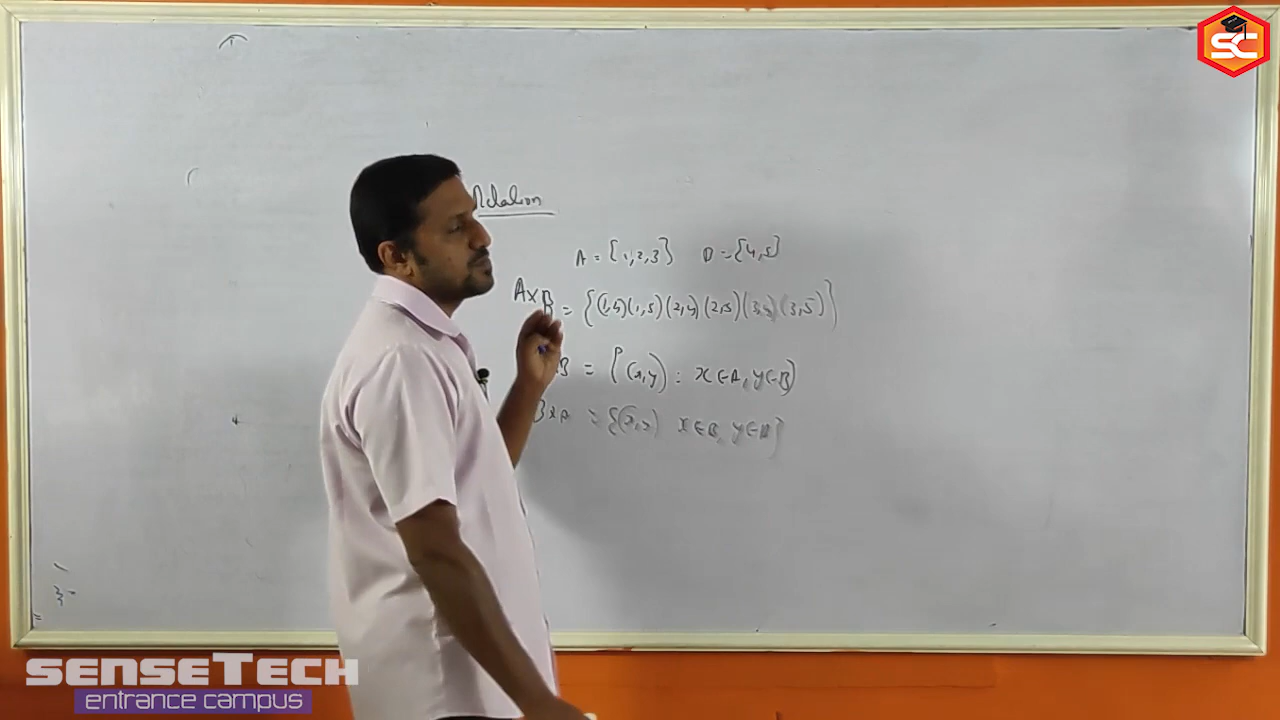 SC
Relation
A = {1,2,3} B = {4,5}
A×B = {(1,4)(1,5)(2,4)(2,5)(3,4)(3,5)}
B = {(x,y) : x∈A, y∈B}
B×A = {(x,y) x∈B, y∈A}
SENSETECH
entrance campus